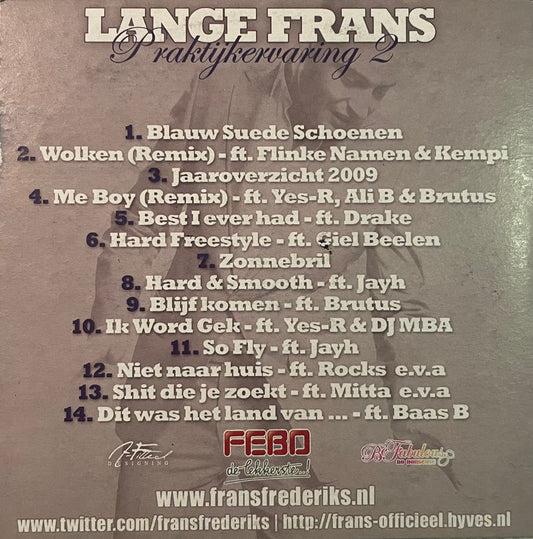 LANGE FRANS
Praktijkervaring 2
1. Blauw Suede Schoenen
2. Wolken (Remix) - ft. Flinke Namen & Kempi
3. Jaaroverzicht 2009
4. Me Boy (Remix) - ft. Yes-R, Ali B & Brutus
5. Best I ever had - ft. Drake
6. Hard Freestyle - ft. Giel Beelen
7. Zonnebril
8. Hard & Smooth - ft. Jayh
9. Blijf komen - ft. Brutus
10. Ik Word Gek - ft. Yes-R & DJ MBA
11. So Fly - ft. Jayh
12. Niet naar huis - ft. Rocks e.v.a
13. Shit die je zoekt - ft. Mitta e.v.a
14. Dit was het land van ... - ft. Baas B
DESIGNING
FEBO
de lekkerste..!
Fabulous
www.fransfrederiks.nl
www.twitter.com/fransfrederiks | http://frans-officieel.hyves.nl